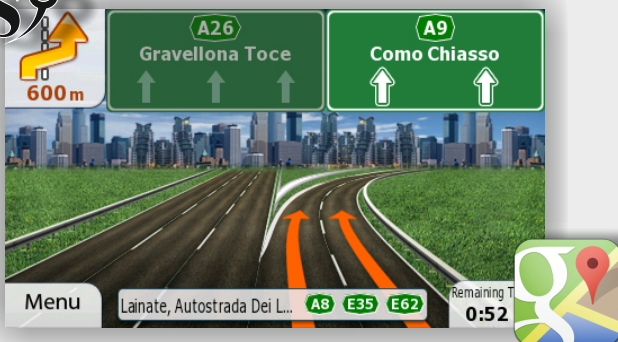 A26
Gravellona Toce
A9
Como Chiasso
600 m
Menu
Lainate, Autostrada Dei L... A8 E35 E62
Remaining T
0:52
g